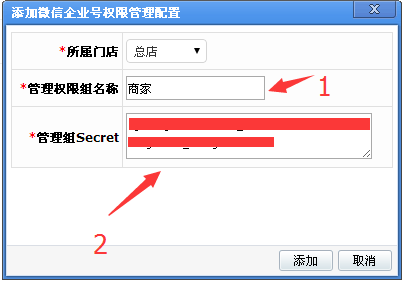 添加微信企业号权限管理配置
*所属门店 总店
*管理权限组名称 商家
1
*管理组Secret
2
添加 取消